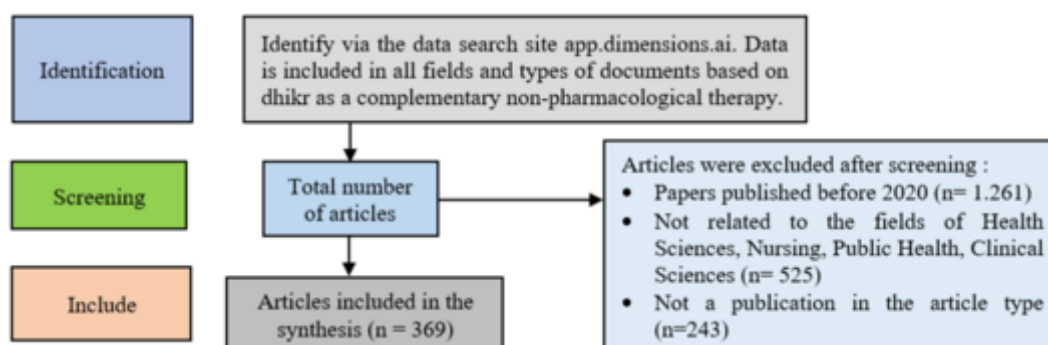 Identification
Identify via the data search site app.dimensions.ai. Data
is included in all fields and types of documents based on
dhikr as a complementary non-pharmacological therapy.
Screening
Total number
of articles
Articles were excluded after screening :
• Papers published before 2020 (n= 1.261)
• Not related to the fields of Health
Sciences, Nursing, Public Health, Clinical
Sciences (n= 525)
• Not a publication in the article type
(n=243)
Include
Articles included in the
synthesis (n = 369)